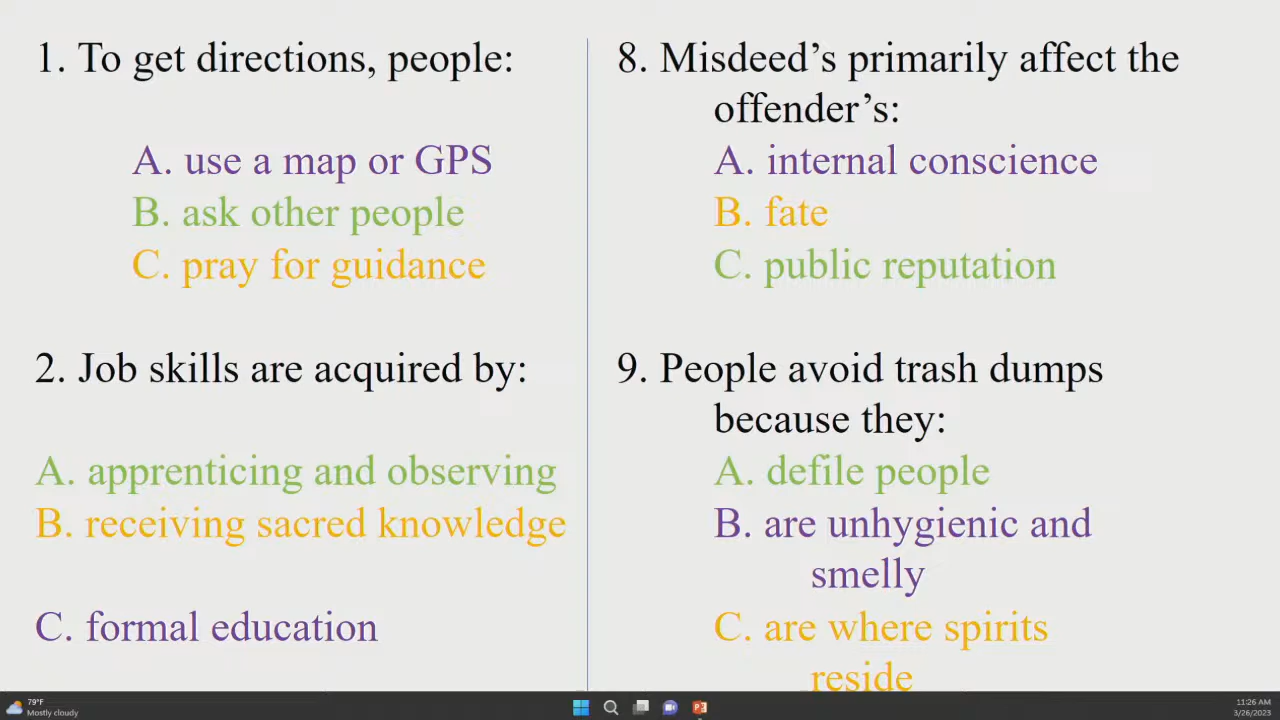 1. To get directions, people:
A. use a map or GPS
B. ask other people
C. pray for guidance
2. Job skills are acquired by:
A. apprenticing and observing
B. receiving sacred knowledge
C. formal education
8. Misdeed’s primarily affect the
offender’s:
A. internal conscience
B. fate
C. public reputation
9. People avoid trash dumps
because they:
A. defile people
B. are unhygienic and
smelly
C. are where spirits
reside
79°F
Mostly cloudy
11:26 AM
3/26/2023